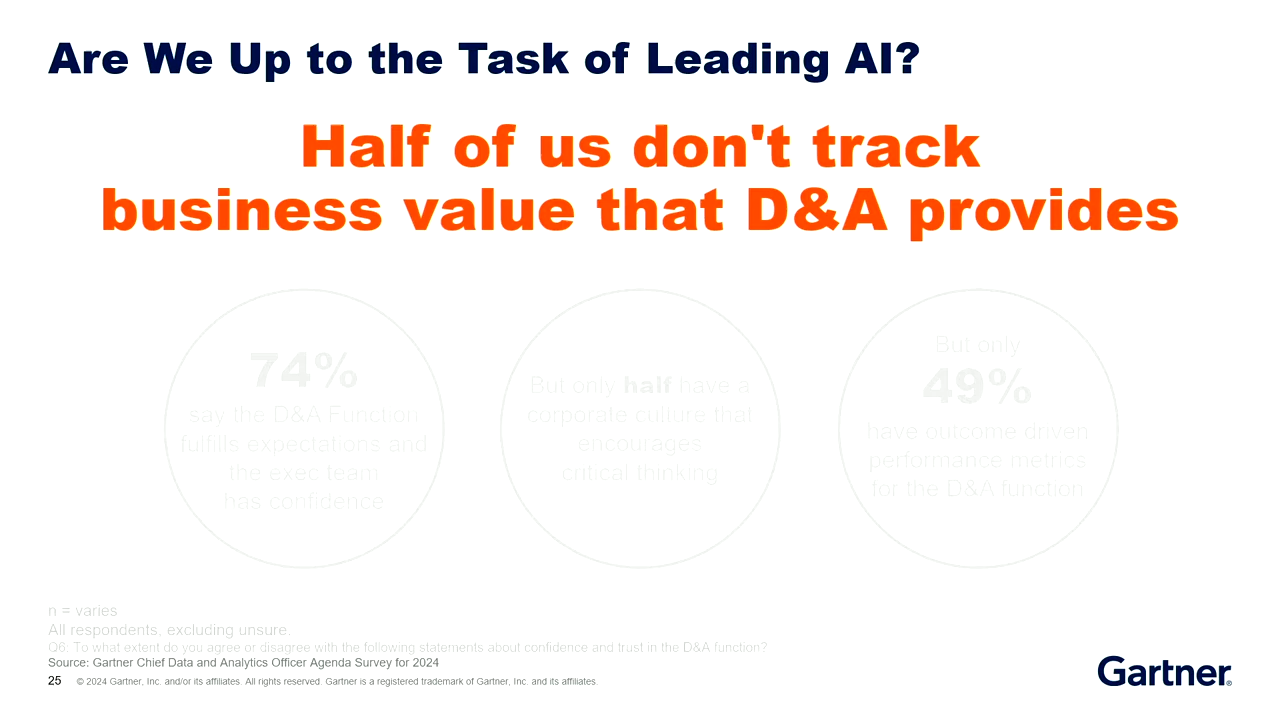 Are We Up to the Task of Leading AI?
Half of us don't track
business value that D&A provides
74%
say the D&A Function
fulfills expectations and
the exec team
has confidence
But only half have a
corporate culture that
encourages
critical thinking
But only
49%
have outcome driven
performance metrics
for the D&A function
n = varies
All respondents, excluding unsure.
Q6: To what extent do you agree or disagree with the following statements about confidence and trust in the D&A function?
Source: Gartner Chief Data and Analytics Officer Agenda Survey for 2024
25 © 2024 Gartner, Inc. and/or its affiliates. All rights reserved. Gartner is a registered trademark of Gartner, Inc. and its affiliates.
Gartner®